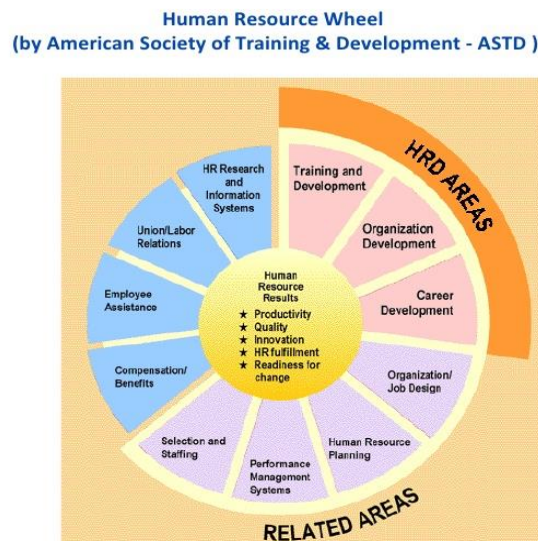 Human Resource Wheel
(by American Society of Training & Development - ASTD )
HRD AREAS
HR Research
and
Information
Systems
Training and
Development
Union/Labor
Relations
Organization
Development
Employee
Assistance
Human
Resource
Results
★ Productivity
★ Quality
★ Innovation
★ HR fulfillment
★ Readiness for
change
Career
Development
Compensation/
Benefits
Organization/
Job Design
Selection and
Staffing
Performance
Management
Systems
Human Resource
Planning
RELATED AREAS